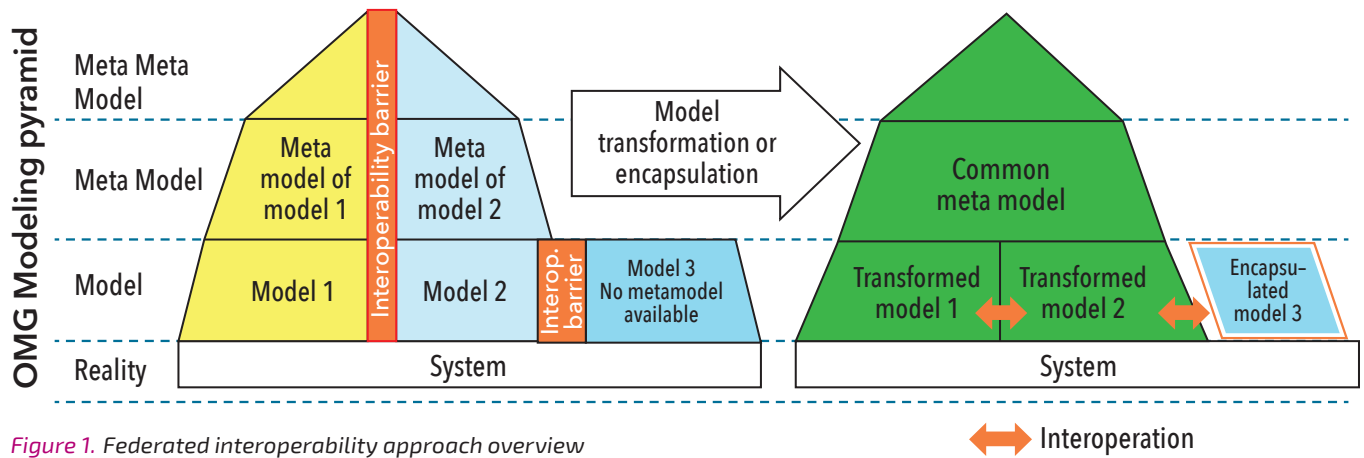 OMG Modeling pyramid
Meta Meta
Model
Meta Model
Model
Reality
Meta
model of
model 1
Interoperability barrier
Meta
model of
model 2
Model 1
Model 2
Interop.
barrier
Model 3
No metamodel
available
System
Model
transformation or
encapsulation
Common
meta model
Transformed
model 1
Transformed
model 2
Encapsu–
lated
model 3
System
Figure 1. Federated interoperability approach overview
Interoperation